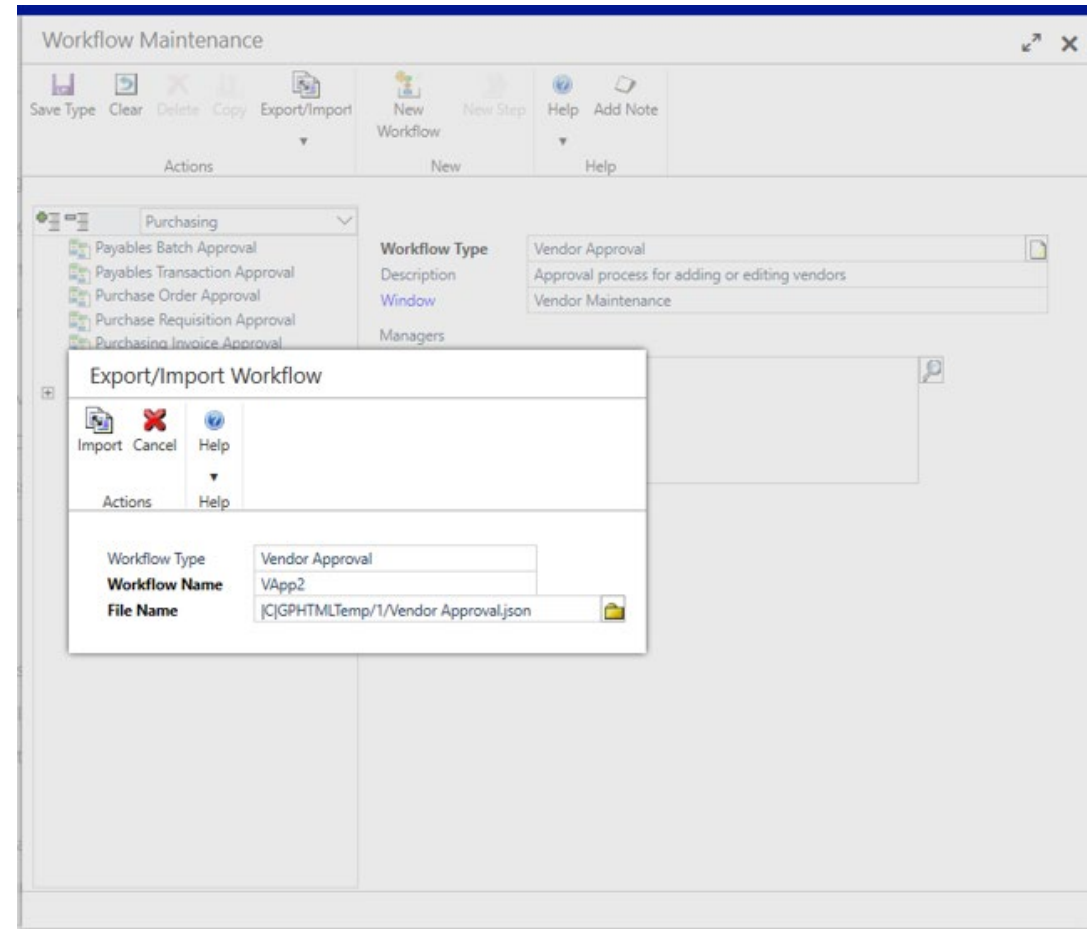 Workflow Maintenance
Save Type Clear Delete Copy Export/Import New Workflow New Step Help Add Note
Actions New Help
Purchasing
Payables Batch Approval
Payables Transaction Approval
Purchase Order Approval
Purchase Requisition Approval
Purchasing Invoice Approval
Workflow Type Vendor Approval
Description Approval process for adding or editing vendors
Window Vendor Maintenance
Managers
Export/Import Workflow
Import Cancel Help
Actions Help
Workflow Type Vendor Approval
Workflow Name VApp2
File Name |C|GPHTMLTemp/1/Vendor Approval.json